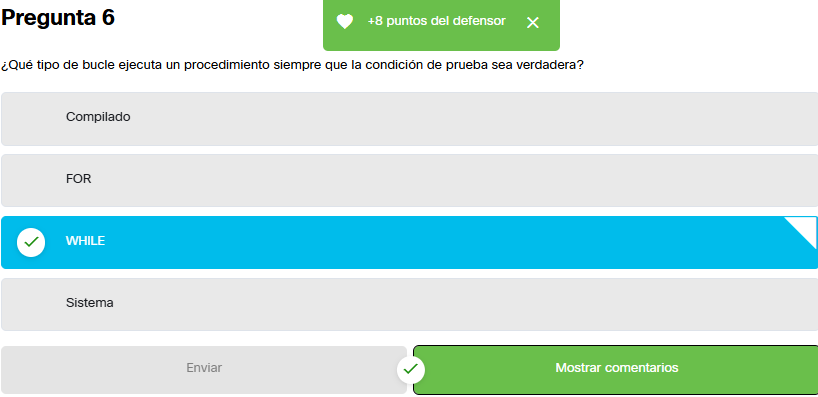 Pregunta 6
+8 puntos del defensor
¿Qué tipo de bucle ejecuta un procedimiento siempre que la condición de prueba sea verdadera?
Compilado
FOR
WHILE
Sistema
Enviar
Mostrar comentarios